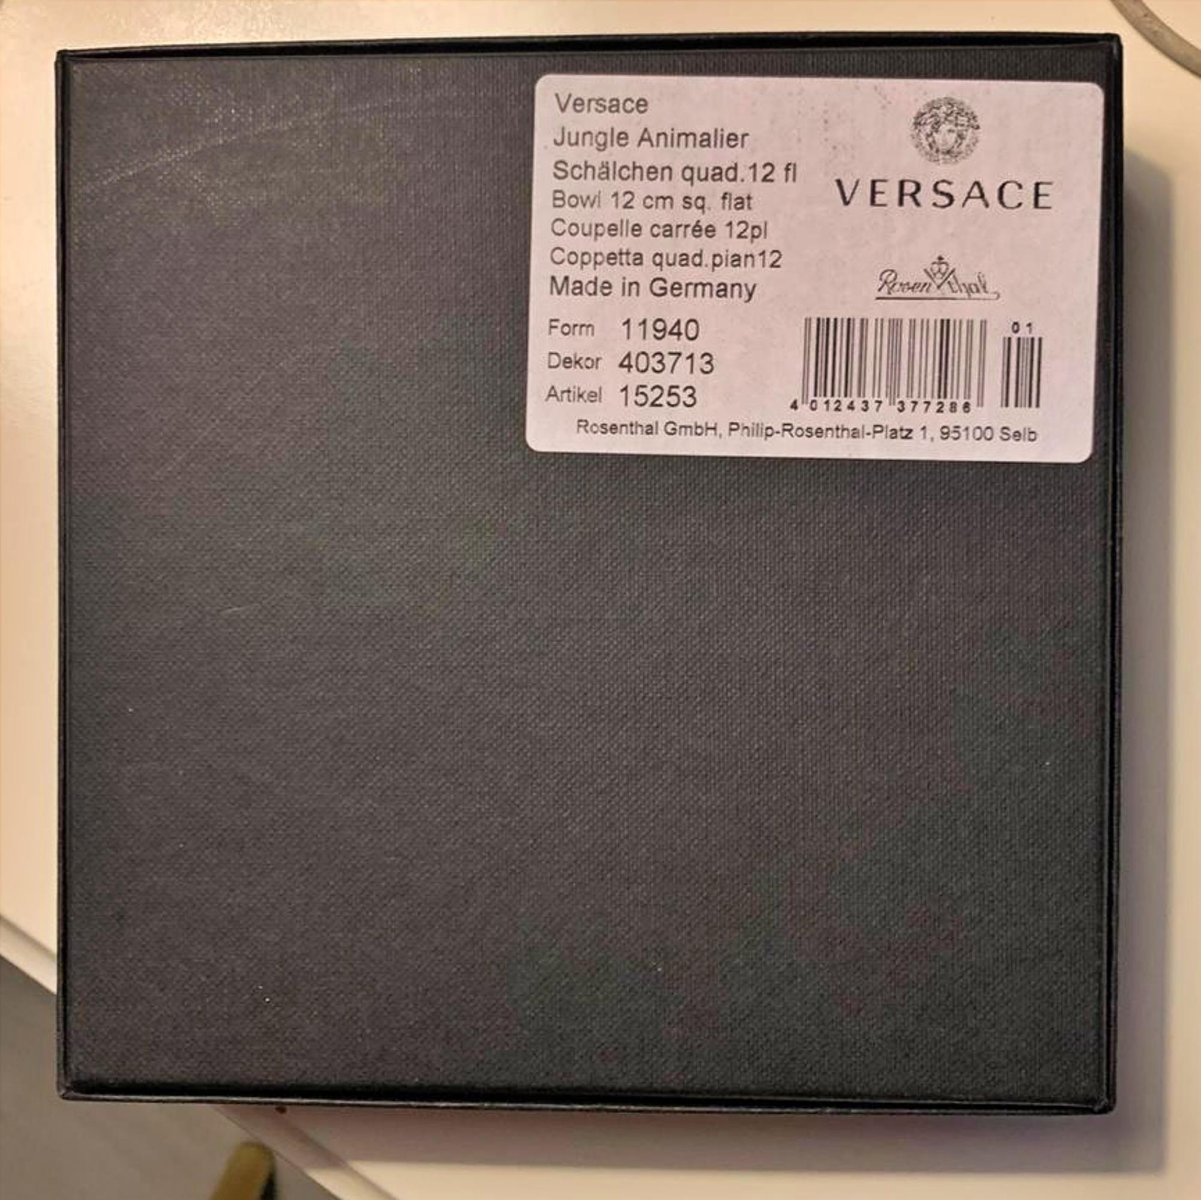 Versace
Jungle Animalier
Schälchen quad.12 fl
Bowl 12 cm sq. flat
Coupelle carrée 12pl
Coppetta quad.pian12
Made in Germany
VERSACE
Rosenthal
Form 11940
Dekor 403713
Artikel 15253
01
4 012437 377286
Rosenthal GmbH, Philip-Rosenthal-Platz 1, 95100 Selb